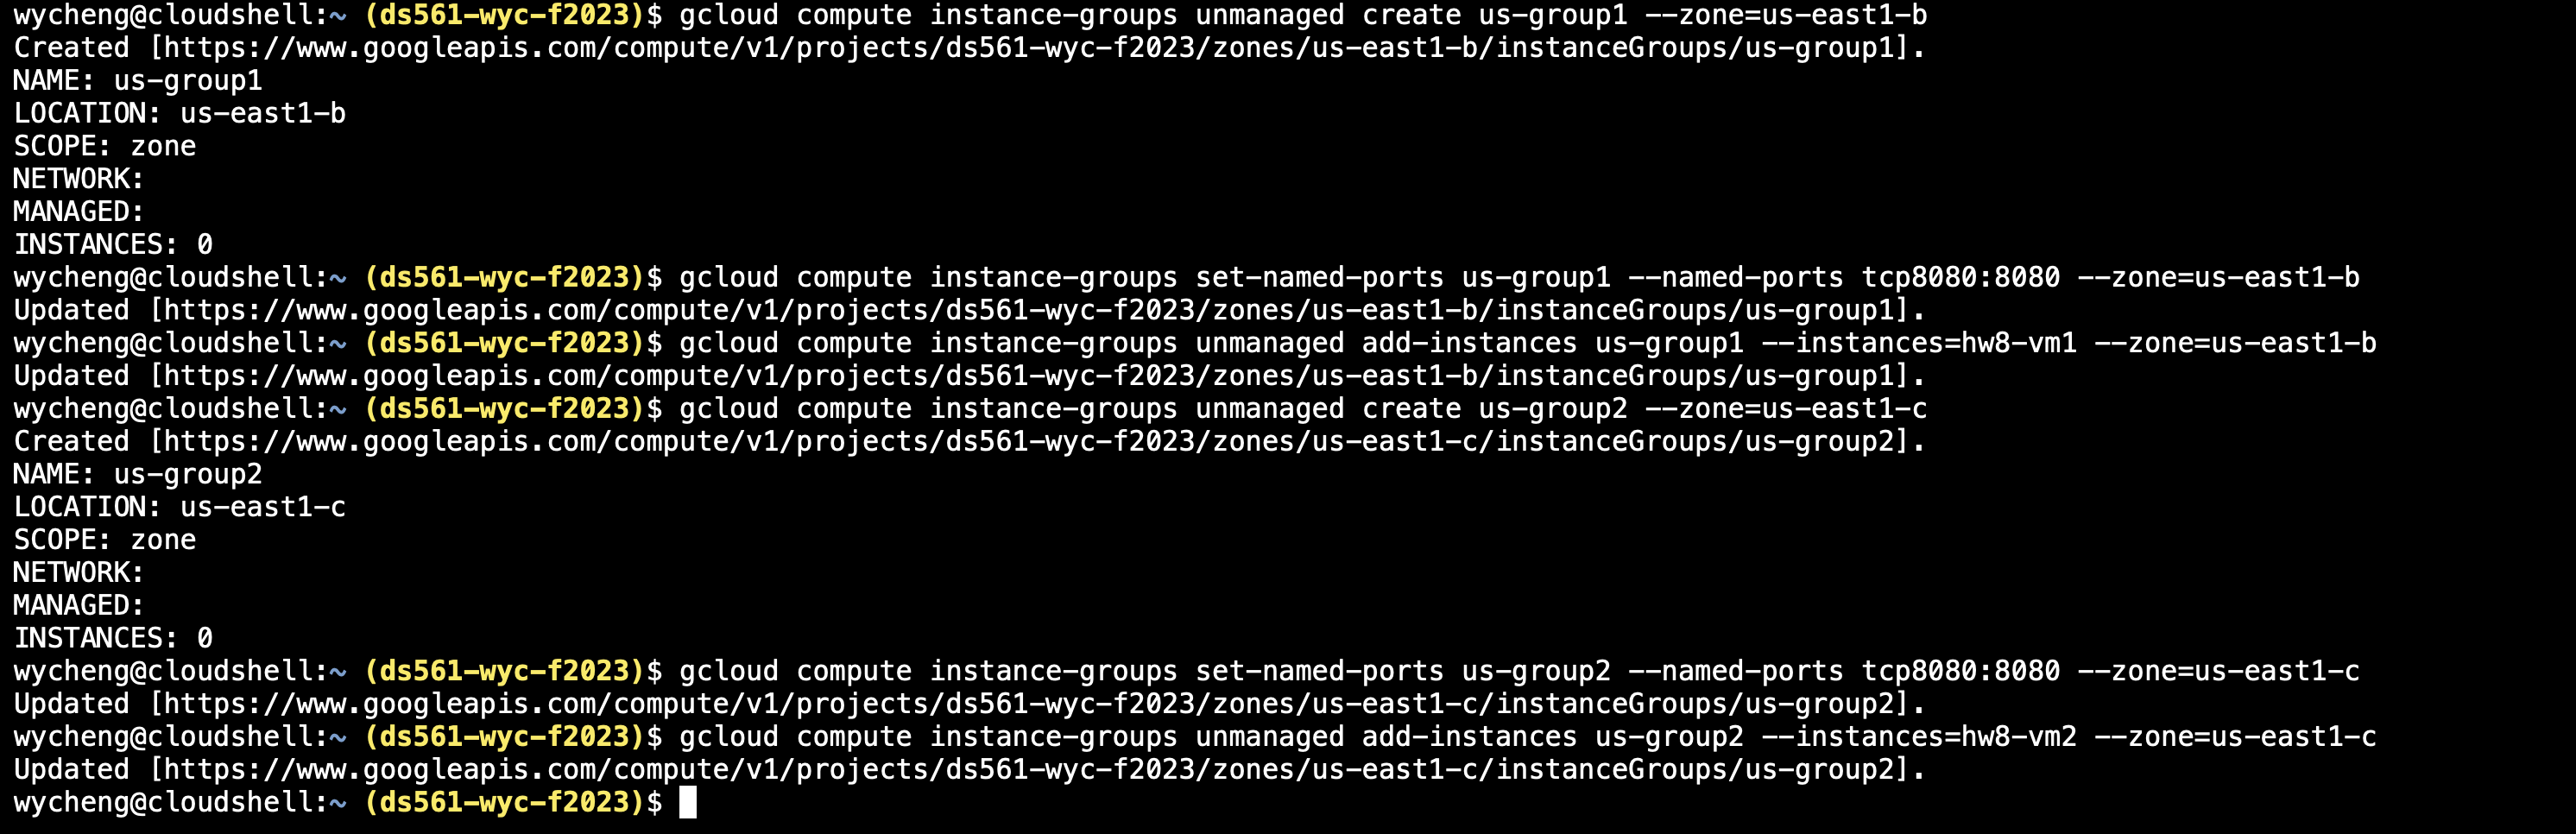 wycheng@cloudshell:~ (ds561-wyc-f2023)$ gcloud compute instance-groups unmanaged create us-group1 --zone=us-east1-b
Created [https://www.googleapis.com/compute/v1/projects/ds561-wyc-f2023/zones/us-east1-b/instanceGroups/us-group1].
NAME: us-group1
LOCATION: us-east1-b
SCOPE: zone
NETWORK:
MANAGED:
INSTANCES: 0
wycheng@cloudshell:~ (ds561-wyc-f2023)$ gcloud compute instance-groups set-named-ports us-group1 --named-ports tcp8080:8080 --zone=us-east1-b
Updated [https://www.googleapis.com/compute/v1/projects/ds561-wyc-f2023/zones/us-east1-b/instanceGroups/us-group1].
wycheng@cloudshell:~ (ds561-wyc-f2023)$ gcloud compute instance-groups unmanaged add-instances us-group1 --instances=hw8-vm1 --zone=us-east1-b
Updated [https://www.googleapis.com/compute/v1/projects/ds561-wyc-f2023/zones/us-east1-b/instanceGroups/us-group1].
wycheng@cloudshell:~ (ds561-wyc-f2023)$ gcloud compute instance-groups unmanaged create us-group2 --zone=us-east1-c
Created [https://www.googleapis.com/compute/v1/projects/ds561-wyc-f2023/zones/us-east1-c/instanceGroups/us-group2].
NAME: us-group2
LOCATION: us-east1-c
SCOPE: zone
NETWORK:
MANAGED:
INSTANCES: 0
wycheng@cloudshell:~ (ds561-wyc-f2023)$ gcloud compute instance-groups set-named-ports us-group2 --named-ports tcp8080:8080 --zone=us-east1-c
Updated [https://www.googleapis.com/compute/v1/projects/ds561-wyc-f2023/zones/us-east1-c/instanceGroups/us-group2].
wycheng@cloudshell:~ (ds561-wyc-f2023)$ gcloud compute instance-groups unmanaged add-instances us-group2 --instances=hw8-vm2 --zone=us-east1-c
Updated [https://www.googleapis.com/compute/v1/projects/ds561-wyc-f2023/zones/us-east1-c/instanceGroups/us-group2].
wycheng@cloudshell:~ (ds561-wyc-f2023)$